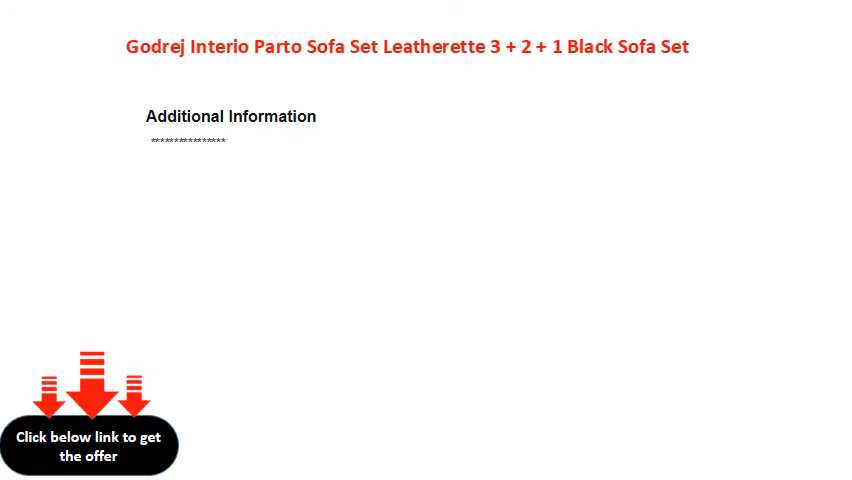 Godrej Interio Parto Sofa Set Leatherette 3 + 2 + 1 Black Sofa Set
Additional Information
****************
Click below link to get
the offer